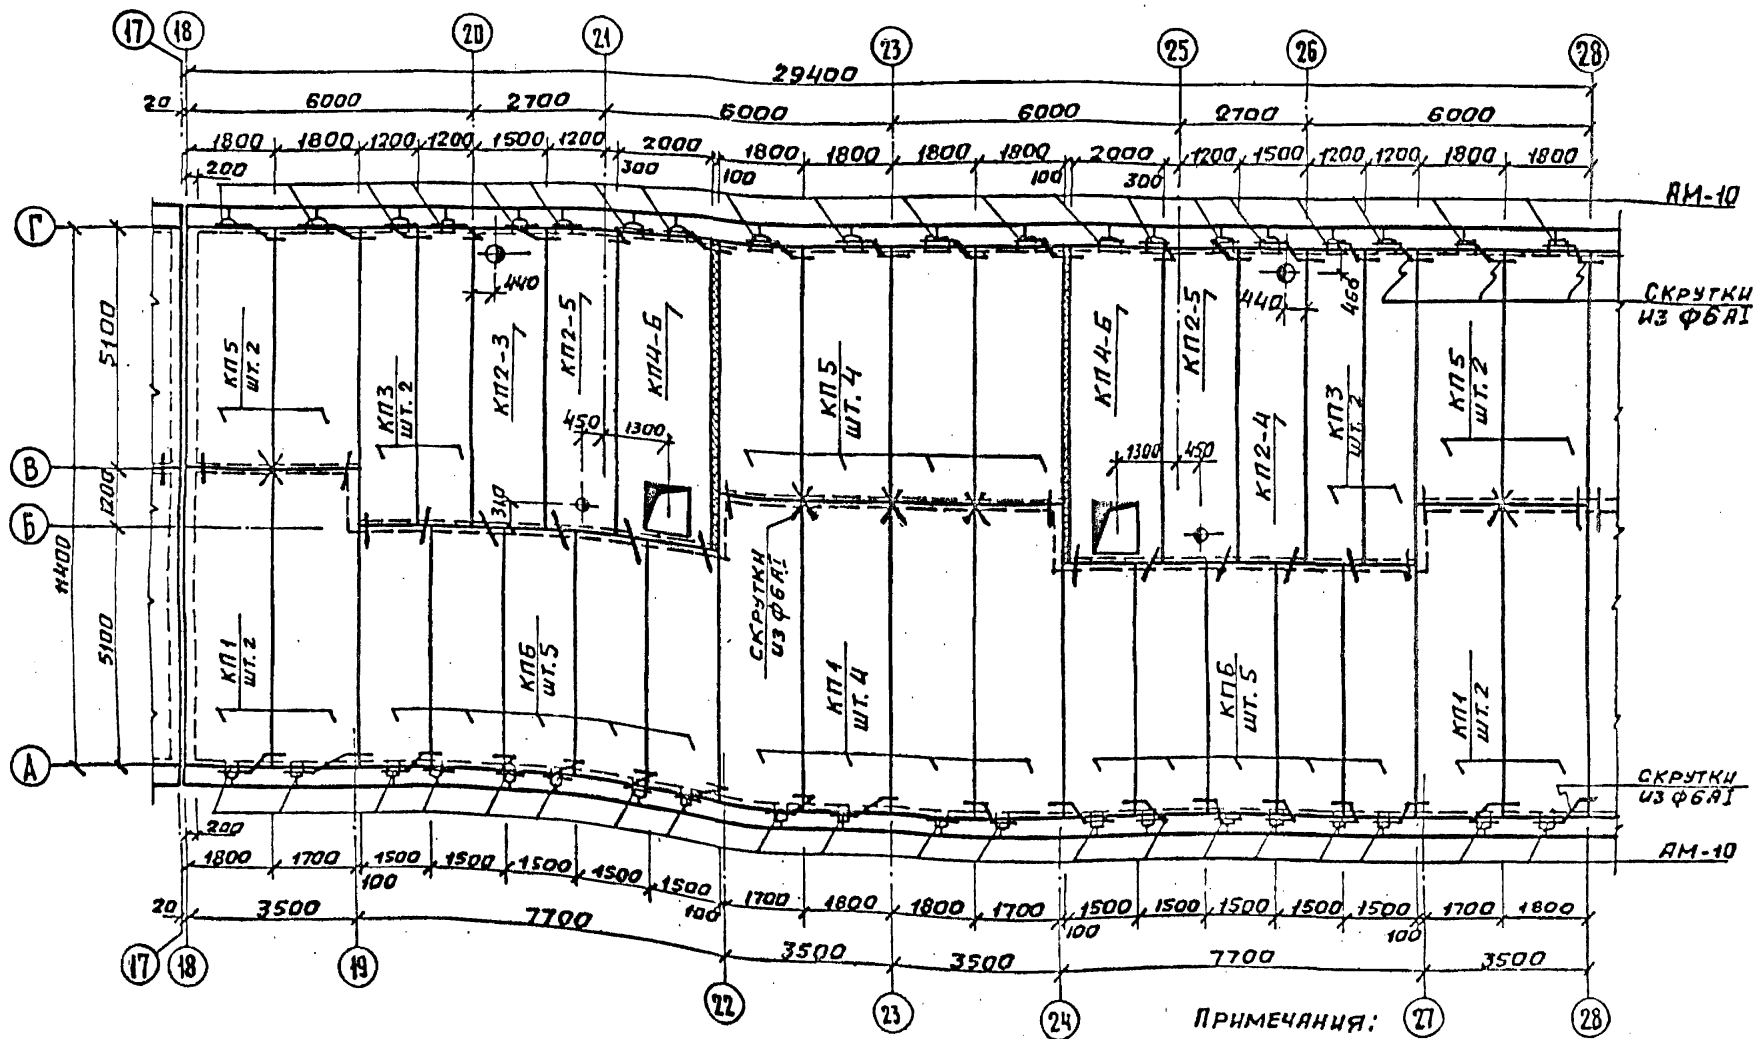 17 18 20 21 23 25 26 28
29400
20 6000 2700 6000 6000 2700 6000
1800 1800 1200 1200 1500 1200 2000 1800 1800 1800 1800 2000 1200 1500 1200 1200 1800 1800
200 300 100 100 300
АМ-10
Г
440 440 460
СКРУТКИ
ИЗ Ф6АI
5100
КП5
ШТ.2
КП3
ШТ.2
КП2-3
КП2-5
КП4-Б
КП5
ШТ.4
КП4-Б
КП2-5
КП2-4
КП3
ШТ.2
КП5
ШТ.2
450 1300 1300 450
В
1200
310
Б
11400
5100
СКРУТКИ
ИЗ Ф6АI
КП1
ШТ.2
КПБ
ШТ.5
КП1
ШТ.4
КПБ
ШТ.5
КП1
ШТ.2
А
СКРУТКИ
ИЗ Ф6АI
АМ-10
200
1800 1700 1500 1500 1500 1500 1500 1700 1800 1800 1700 1500 1500 1500 1500 1500 1700 1800
100 100 100 100
20 3500 7700 3500 3500 7700 3500
17 18 19 22 23 24 27 28
ПРИМЕЧАНИЯ: